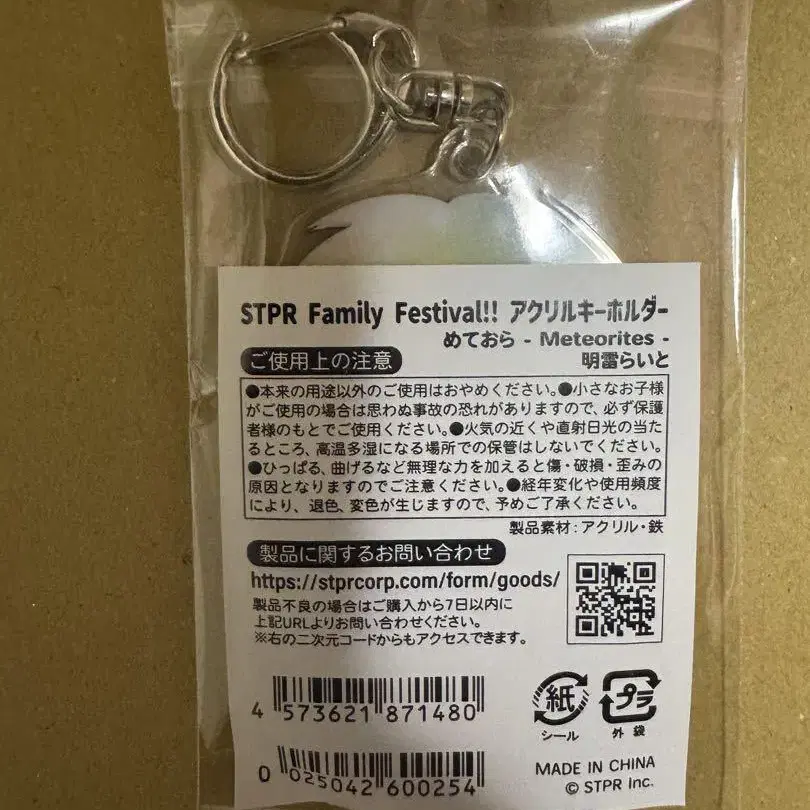 STPR Family Festival!! アクリルキーホルダー
めておら - Meteorites -
明雷らいと
ご使用上の注意
●本来の用途以外のご使用はおやめください。●小さなお子様
がご使用の場合は思わぬ事故の恐れがありますので、必ず保護
者様のもとでご使用ください。●火気の近くや直射日光の当た
るところ、高温多湿になる場所での保管はしないでください。
●ひっぱる、曲げるなど無理な力を加えると傷・破損・歪みの
原因となりますのでご注意ください。●経年変化や使用頻度
により、退色、変色が生じますので、予めご了承ください。
製品素材:アクリル・鉄
製品に関するお問い合わせ
https://stprcorp.com/form/goods/
製品不良の場合はご購入から7日以内に
上記URLよりお問い合わせください。
※右の二次元コードからもアクセスできます。
4 573621 871480
紙
シール
プラ
外袋
0 025042 600254
MADE IN CHINA
© STPR Inc.